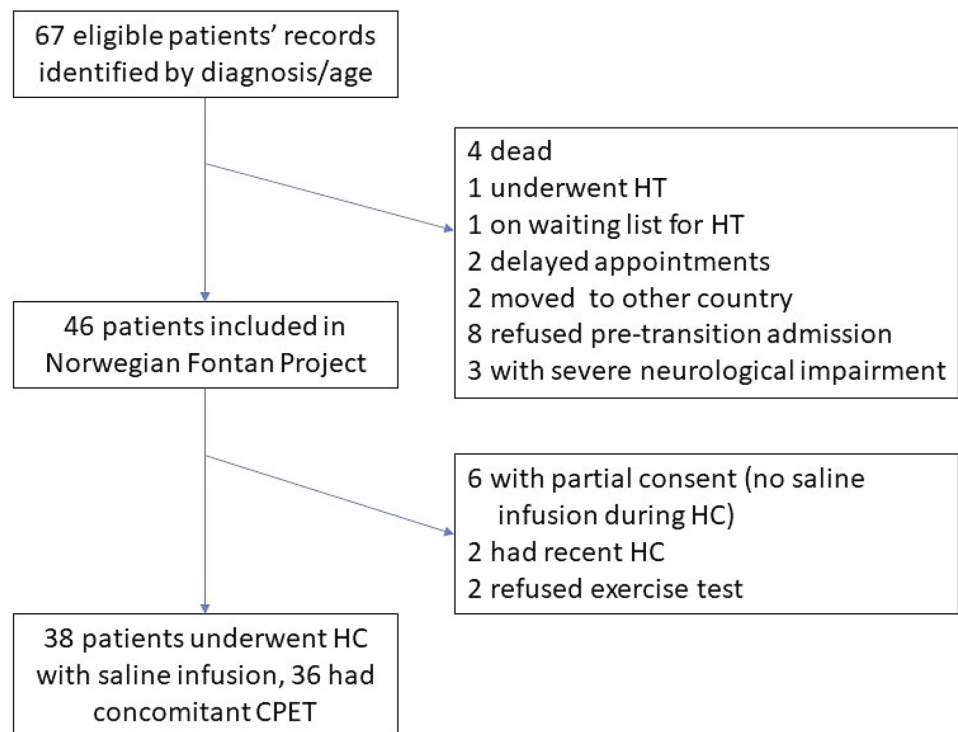 67 eligible patients’ records
identified by diagnosis/age
4 dead
1 underwent HT
1 on waiting list for HT
2 delayed appointments
2 moved to other country
8 refused pre-transition admission
3 with severe neurological impairment
46 patients included in
Norwegian Fontan Project
6 with partial consent (no saline
infusion during HC)
2 had recent HC
2 refused exercise test
38 patients underwent HC
with saline infusion, 36 had
concomitant CPET